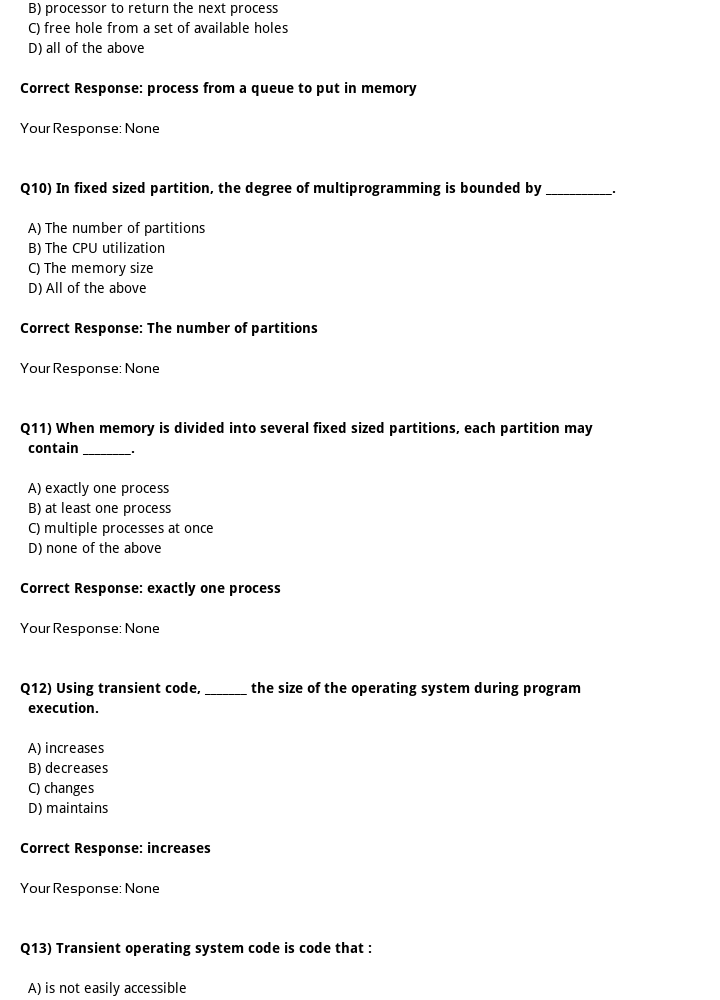 B) processor to return the next process
C) free hole from a set of available holes
D) all of the above
Correct Response: process from a queue to put in memory
Your Response: None
Q10) In fixed sized partition, the degree of multiprogramming is bounded by ___________.
A) The number of partitions
B) The CPU utilization
C) The memory size
D) All of the above
Correct Response: The number of partitions
Your Response: None
Q11) When memory is divided into several fixed sized partitions, each partition may
contain ________.
A) exactly one process
B) at least one process
C) multiple processes at once
D) none of the above
Correct Response: exactly one process
Your Response: None
Q12) Using transient code, _______ the size of the operating system during program
execution.
A) increases
B) decreases
C) changes
D) maintains
Correct Response: increases
Your Response: None
Q13) Transient operating system code is code that :
A) is not easily accessible